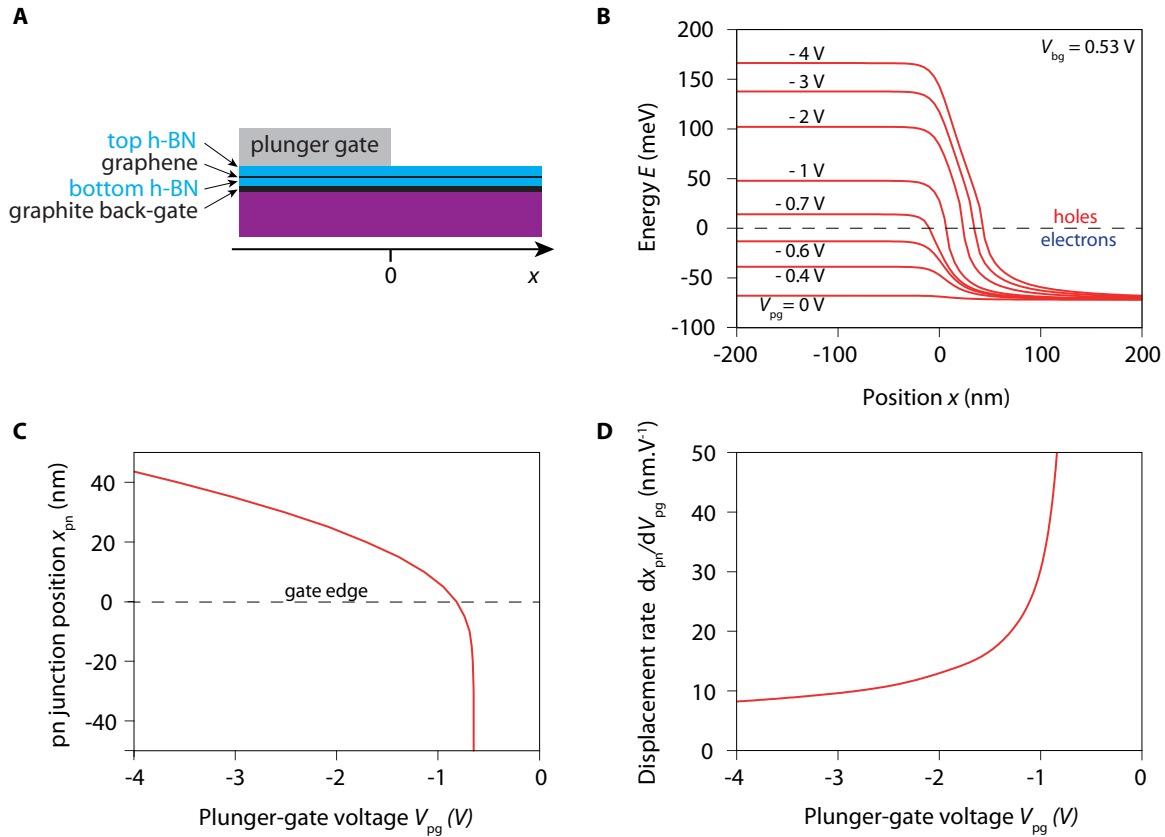 A
top h-BN
graphene
bottom h-BN
graphite back-gate
plunger gate
0
x
B
Energy E (meV)
200
150
100
50
0
-50
-100
V_bg = 0.53 V
- 4 V
- 3 V
- 2 V
- 1 V
- 0.7 V
- 0.6 V
- 0.4 V
V_pg = 0 V
holes
electrons
-200 -100 0 100 200
Position x (nm)
C
pn junction position x_pn (nm)
40
20
0
-20
-40
gate edge
-4 -3 -2 -1 0
Plunger-gate voltage V_pg (V)
D
Displacement rate dx_pn/dV_pg (nm.V⁻¹)
50
40
30
20
10
0
-4 -3 -2 -1 0
Plunger-gate voltage V_pg (V)